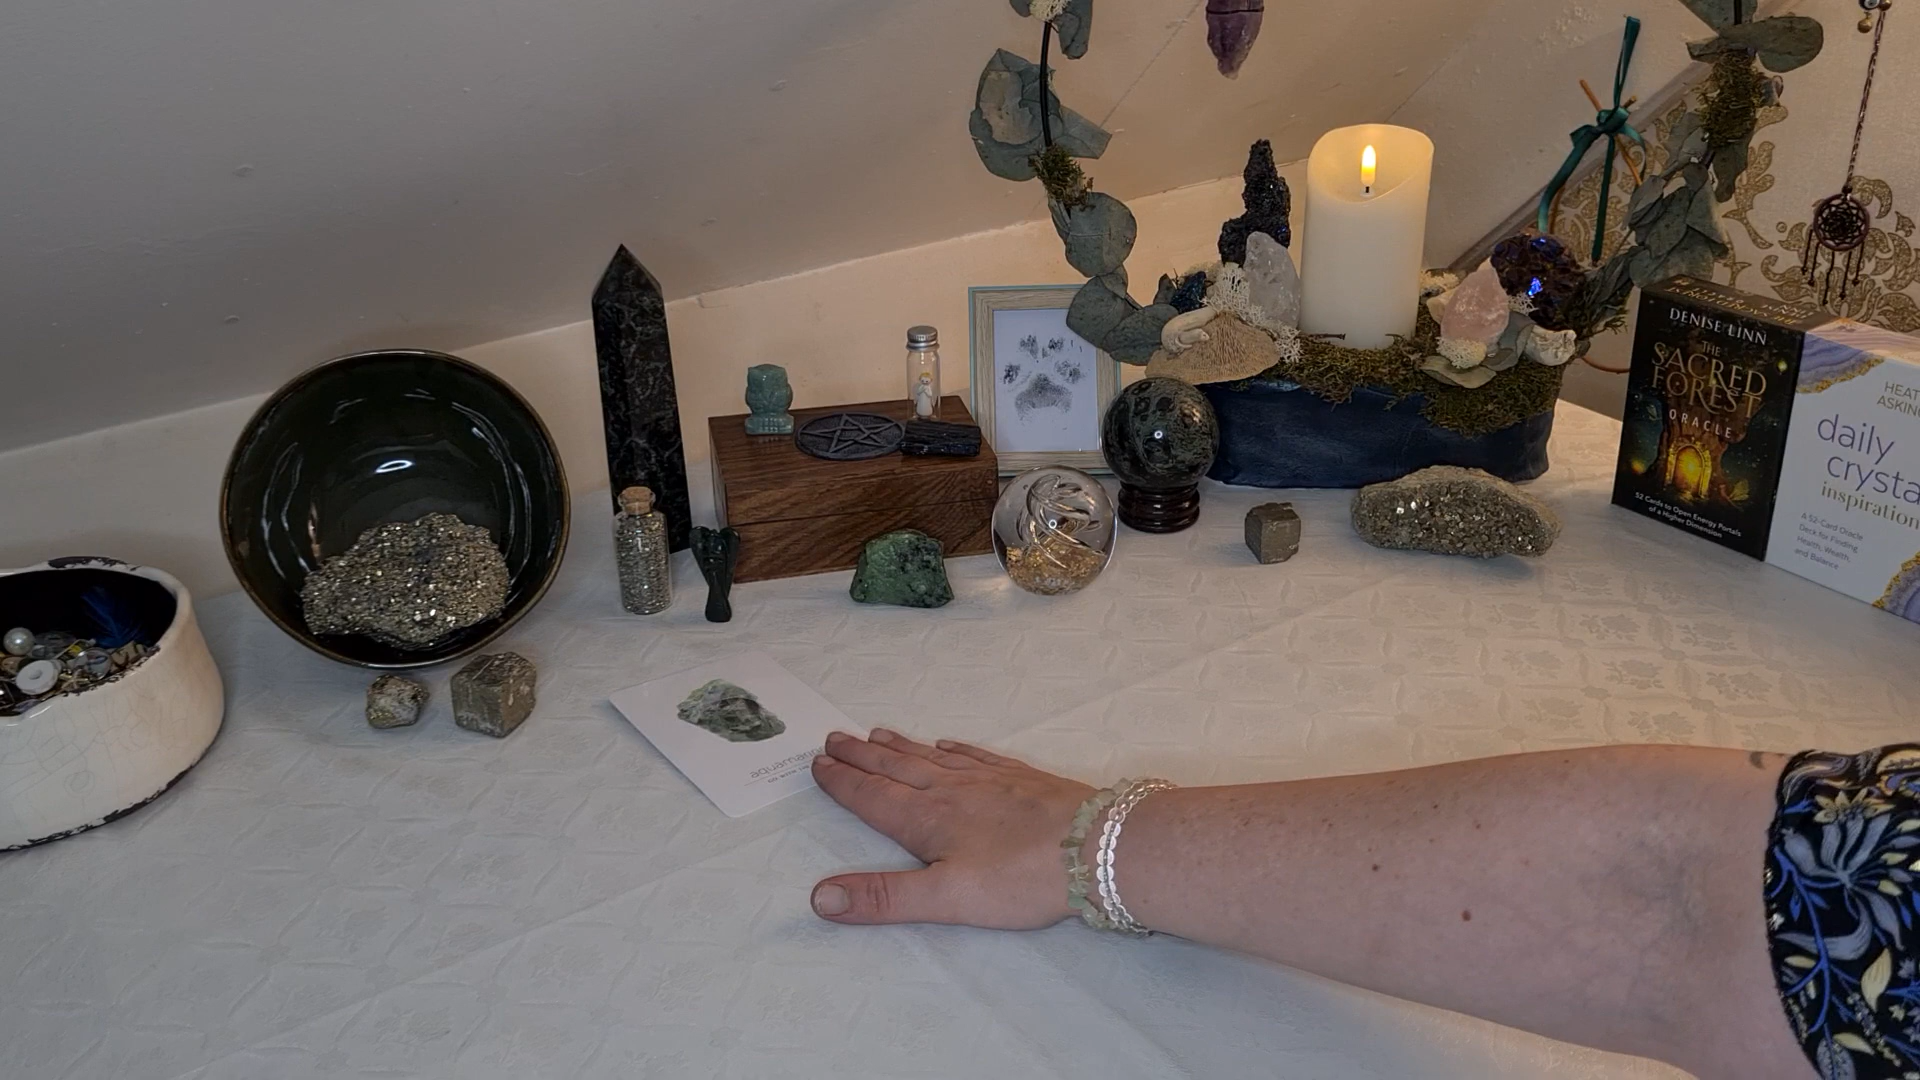 DENISE LINN
THE
SACRED
FOREST
ORACLE
52 Cards to Open Energy Portals
of a Higher Dimension
HEAT
ASKIN
daily
crysta
inspiration
A 52-Card Oracle
Deck for Finding
Health, Wealth,
and Balance